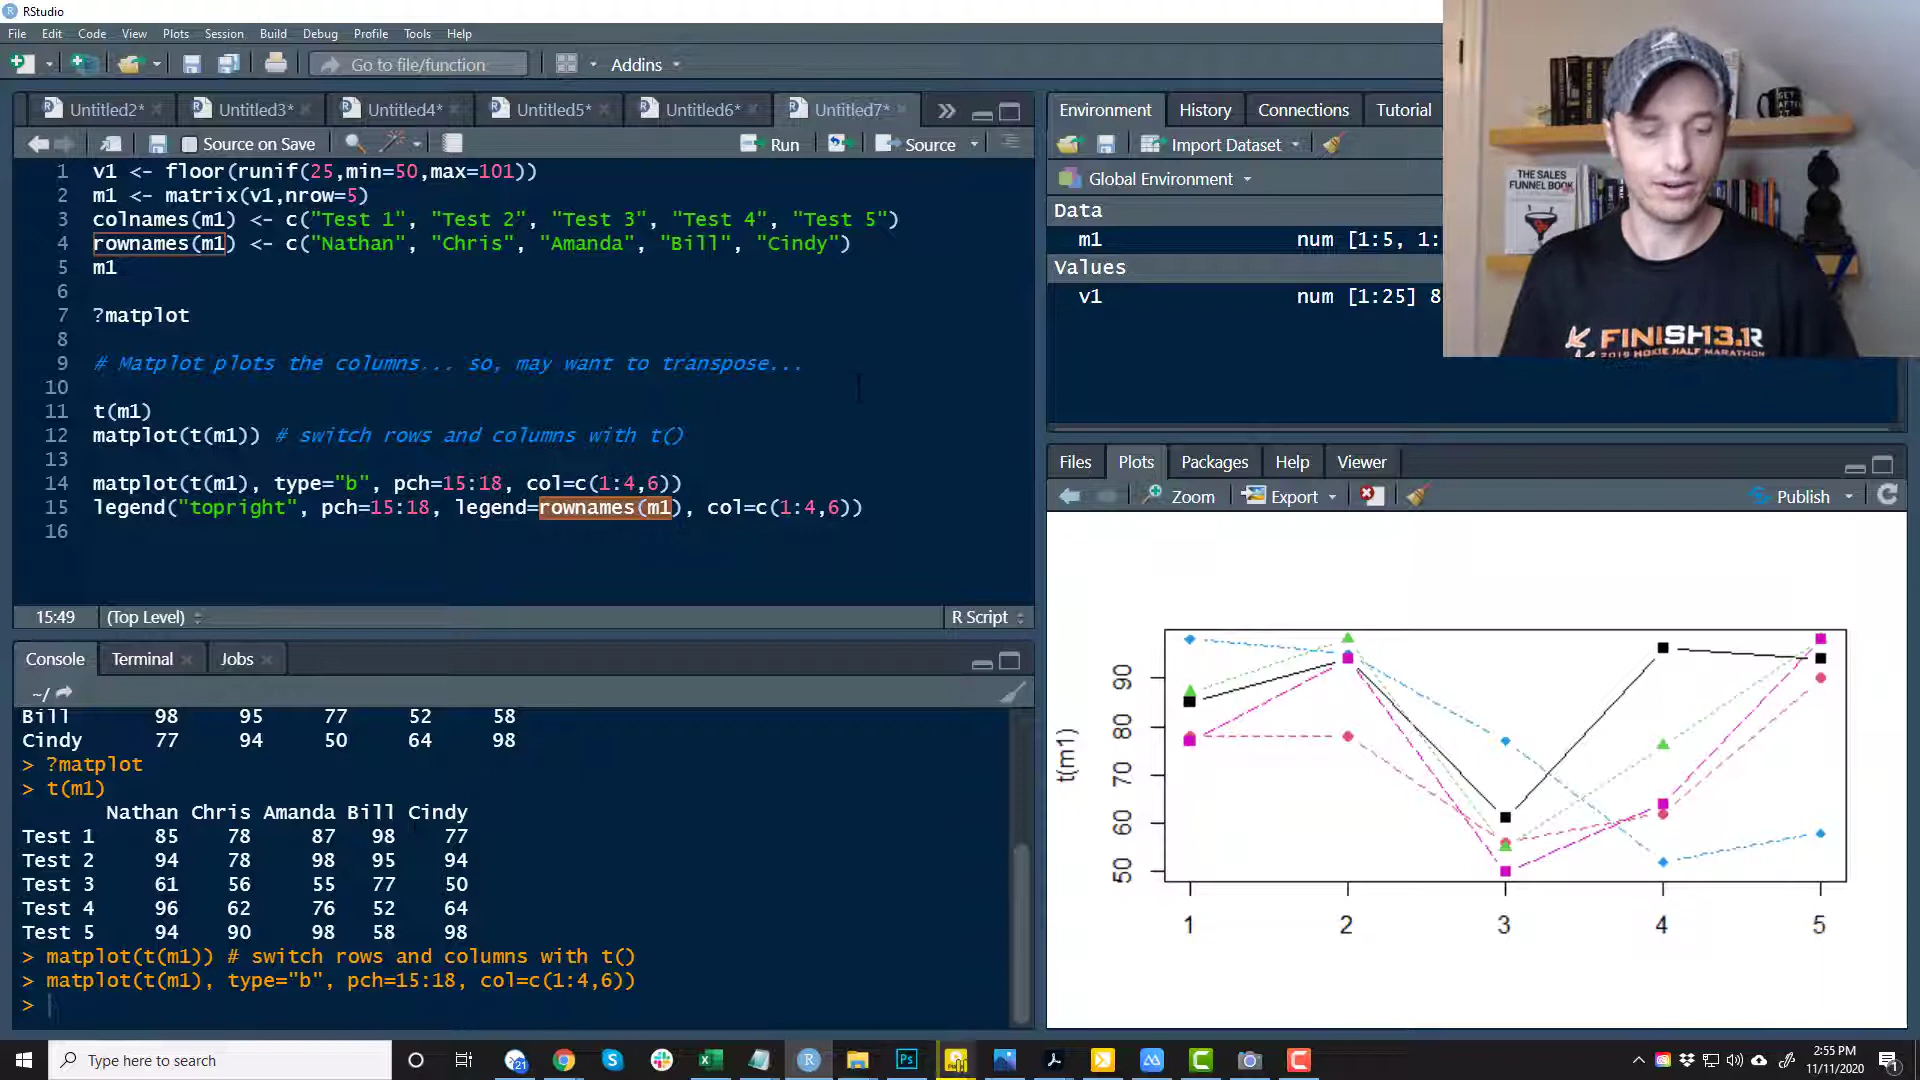 RStudio
File Edit Code View Plots Session Build Debug Profile Tools Help
Go to file/function Addins
Untitled2* Untitled3* Untitled4* Untitled5* Untitled6* Untitled7*
Source on Save Run Source
1 v1 <- floor(runif(25,min=50,max=101))
2 m1 <- matrix(v1,nrow=5)
3 colnames(m1) <- c("Test 1", "Test 2", "Test 3", "Test 4", "Test 5")
4 rownames(m1) <- c("Nathan", "Chris", "Amanda", "Bill", "Cindy")
5 m1
6
7 ?matplot
8
9 # Matplot plots the columns... so, may want to transpose...
10
11 t(m1)
12 matplot(t(m1)) # switch rows and columns with t()
13
14 matplot(t(m1), type="b", pch=15:18, col=c(1:4,6))
15 legend("topright", pch=15:18, legend=rownames(m1), col=c(1:4,6))
16
15:49 (Top Level) R Script
Console Terminal Jobs
~/
Bill 98 95 77 52 58
Cindy 77 94 50 64 98
> ?matplot
> t(m1)
Nathan Chris Amanda Bill Cindy
Test 1 85 78 87 98 77
Test 2 94 78 98 95 94
Test 3 61 56 55 77 50
Test 4 96 62 76 52 64
Test 5 94 90 98 58 98
> matplot(t(m1)) # switch rows and columns with t()
> matplot(t(m1), type="b", pch=15:18, col=c(1:4,6))
>
Environment History Connections Tutorial
Import Dataset
Global Environment
Data
m1 num [1:5, 1:
Values
v1 num [1:25] 8
THE SALES
FUNNEL BOOK
GET
AFTER
FINISH13.1R
2019 HOKIE HALF MARATHON
Files Plots Packages Help Viewer
Zoom Export Publish
t(m1)
50 60 70 80 90
1 2 3 4 5
Type here to search
21
Ps
2:55 PM
11/11/2020
1